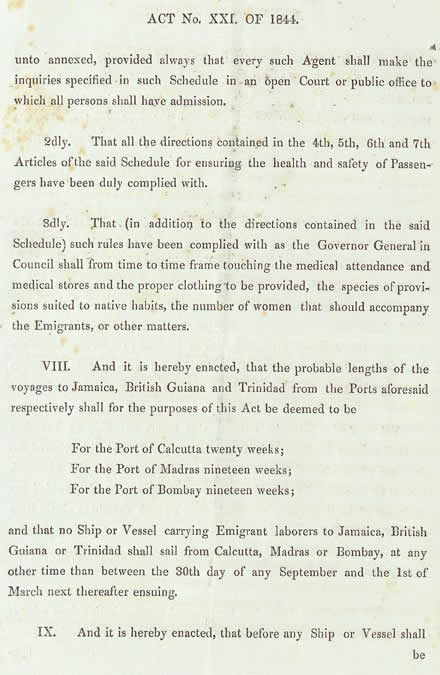 ACT No. XXI. OF 1844.
unto annexed, provided always that every such Agent shall make the
inquiries specified in such Schedule in an open Court or public office to
which all persons shall have admission.
2dly. That all the directions contained in the 4th, 5th, 6th and 7th
Articles of the said Schedule for ensuring the health and safety of Passen-
gers have been duly complied with.
3dly. That (in addition to the directions contained in the said
Schedule) such rules have been complied with as the Governor General in
Council shall from time to time frame touching the medical attendance and
medical stores and the proper clothing to be provided, the species of provi-
sions suited to native habits, the number of women that should accompany
the Emigrants, or other matters.
VIII. And it is hereby enacted, that the probable lengths of the
voyages to Jamaica, British Guiana and Trinidad from the Ports aforesaid
respectively shall for the purposes of this Act be deemed to be
For the Port of Calcutta twenty weeks;
For the Port of Madras nineteen weeks;
For the Port of Bombay nineteen weeks;
and that no Ship or Vessel carrying Emigrant laborers to Jamaica, British
Guiana or Trinidad shall sail from Calcutta, Madras or Bombay, at any
other time than between the 30th day of any September and the 1st of
March next thereafter ensuing.
IX. And it is hereby enacted, that before any Ship or Vessel shall
be